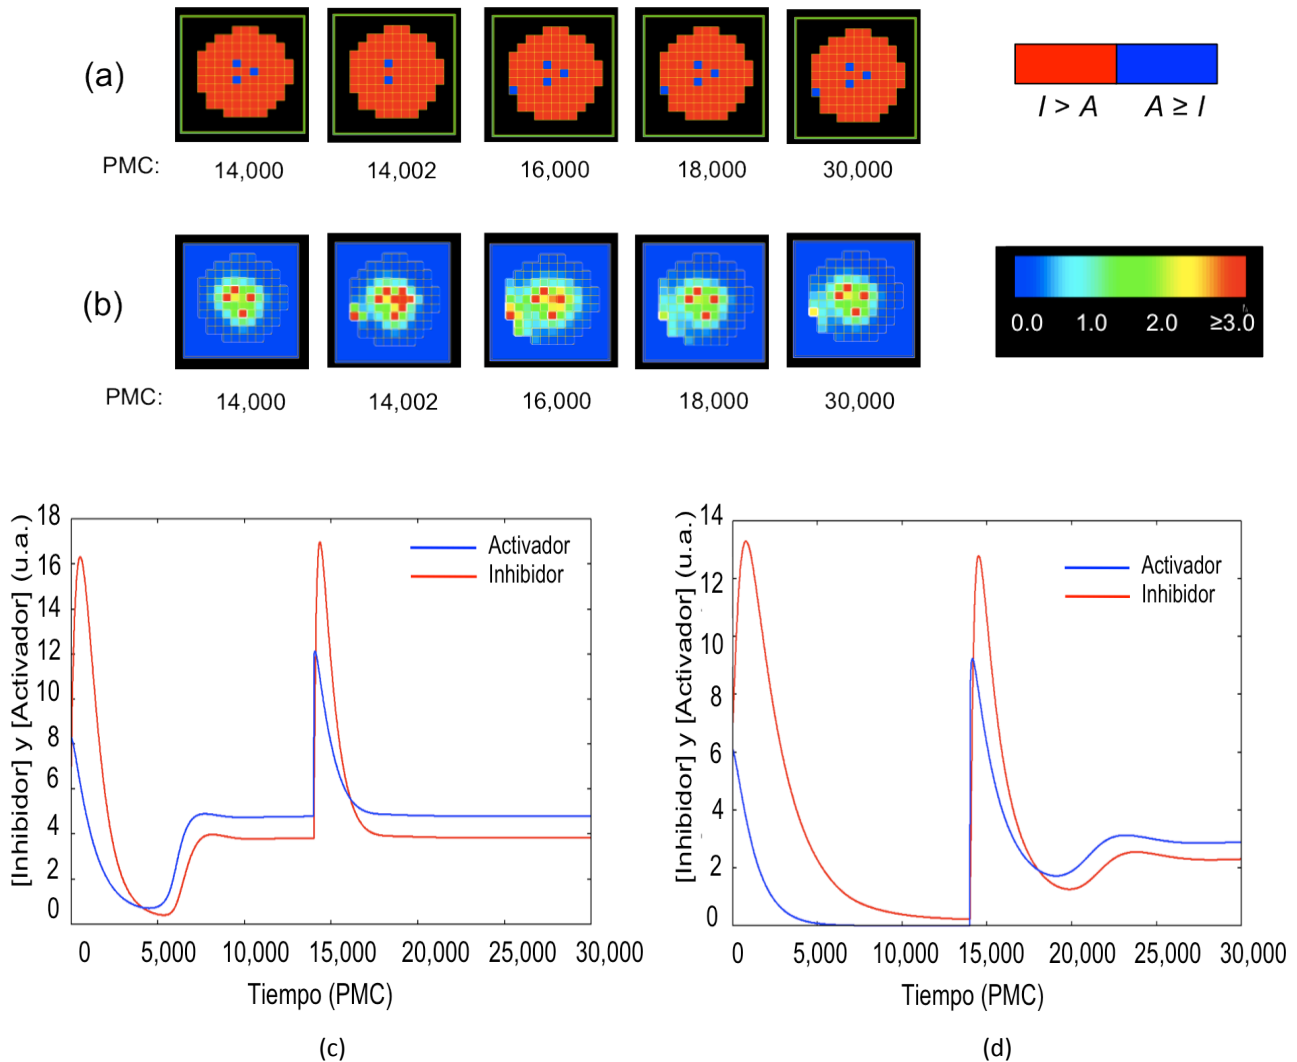 (a)
I > A A ≥ I
PMC: 14,000 14,002 16,000 18,000 30,000
(b)
0.0 1.0 2.0 ≥3.0
PMC: 14,000 14,002 16,000 18,000 30,000
[Inhibidor] y [Activador] (u.a.)
18
16
14
12
10
8
6
4
2
0
Activador
Inhibidor
0 5,000 10,000 15,000 20,000 25,000 30,000
Tiempo (PMC)
(c)
[Inhibidor] y [Activador] (u.a.)
14
12
10
8
6
4
2
0
Activador
Inhibidor
0 5,000 10,000 15,000 20,000 25,000 30,000
Tiempo (PMC)
(d)